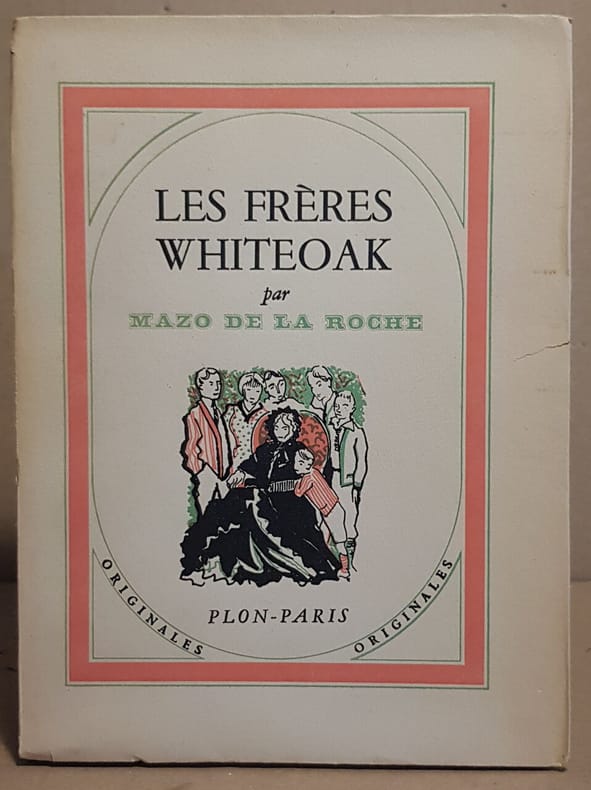 LES FRÈRES
WHITEOAK
par
MAZO DE LA ROCHE
PLON-PARIS
ORIGINALES
ORIGINALES